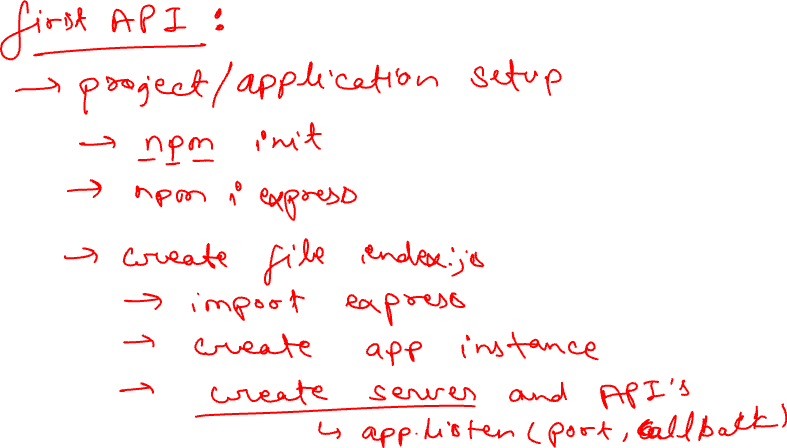 first API :
→ project/application setup
→ npm init
→ npm i express
→ create file index.js
→ import express
→ create app instance
→ create server and API's
↳ app.listen (port, callback)